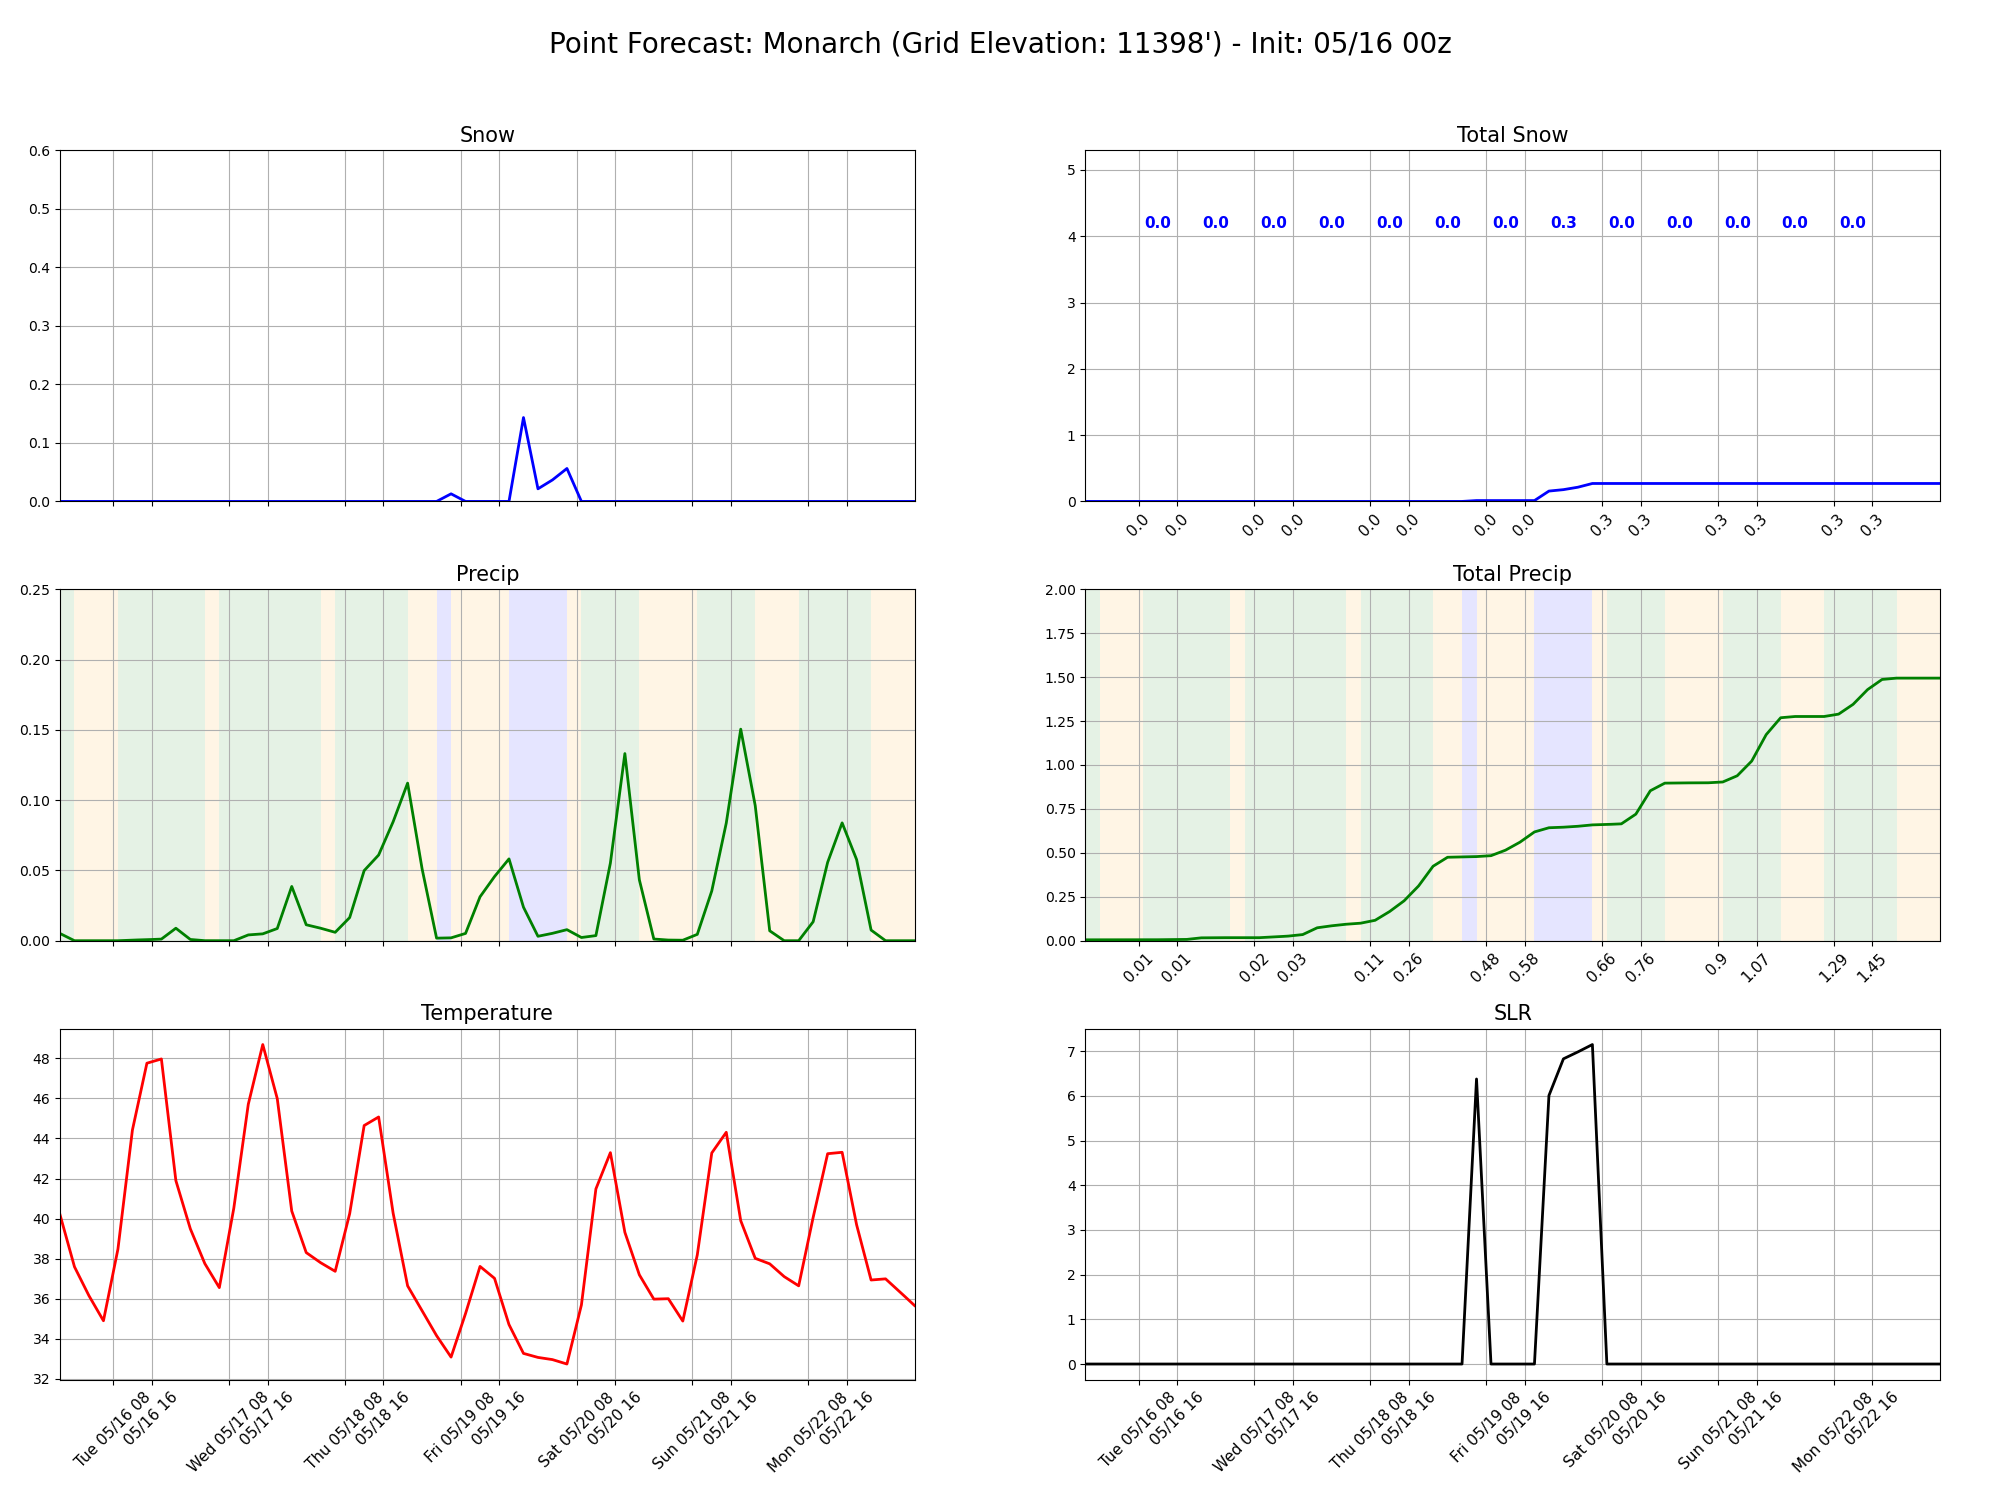 Point Forecast: Monarch (Grid Elevation: 11398') - Init: 05/16 00z
Snow
0.6
0.5
0.4
0.3
0.2
0.1
0.0
Total Snow
5
4
3
2
1
0
0.0 0.0 0.0 0.0 0.0 0.0 0.0 0.3 0.0 0.0 0.0 0.0 0.0
0.0 0.0 0.0 0.0 0.0 0.0 0.0 0.0 0.3 0.3 0.3 0.3 0.3 0.3
Precip
0.25
0.20
0.15
0.10
0.05
0.00
Total Precip
2.00
1.75
1.50
1.25
1.00
0.75
0.50
0.25
0.00
0.01 0.01 0.02 0.03 0.11 0.26 0.48 0.58 0.66 0.76 0.9 1.07 1.29 1.45
Temperature
48
46
44
42
40
38
36
34
32
Tue 05/16 08
05/16 16
Wed 05/17 08
05/17 16
Thu 05/18 08
05/18 16
Fri 05/19 08
05/19 16
Sat 05/20 08
05/20 16
Sun 05/21 08
05/21 16
Mon 05/22 08
05/22 16
SLR
7
6
5
4
3
2
1
0
Tue 05/16 08
05/16 16
Wed 05/17 08
05/17 16
Thu 05/18 08
05/18 16
Fri 05/19 08
05/19 16
Sat 05/20 08
05/20 16
Sun 05/21 08
05/21 16
Mon 05/22 08
05/22 16